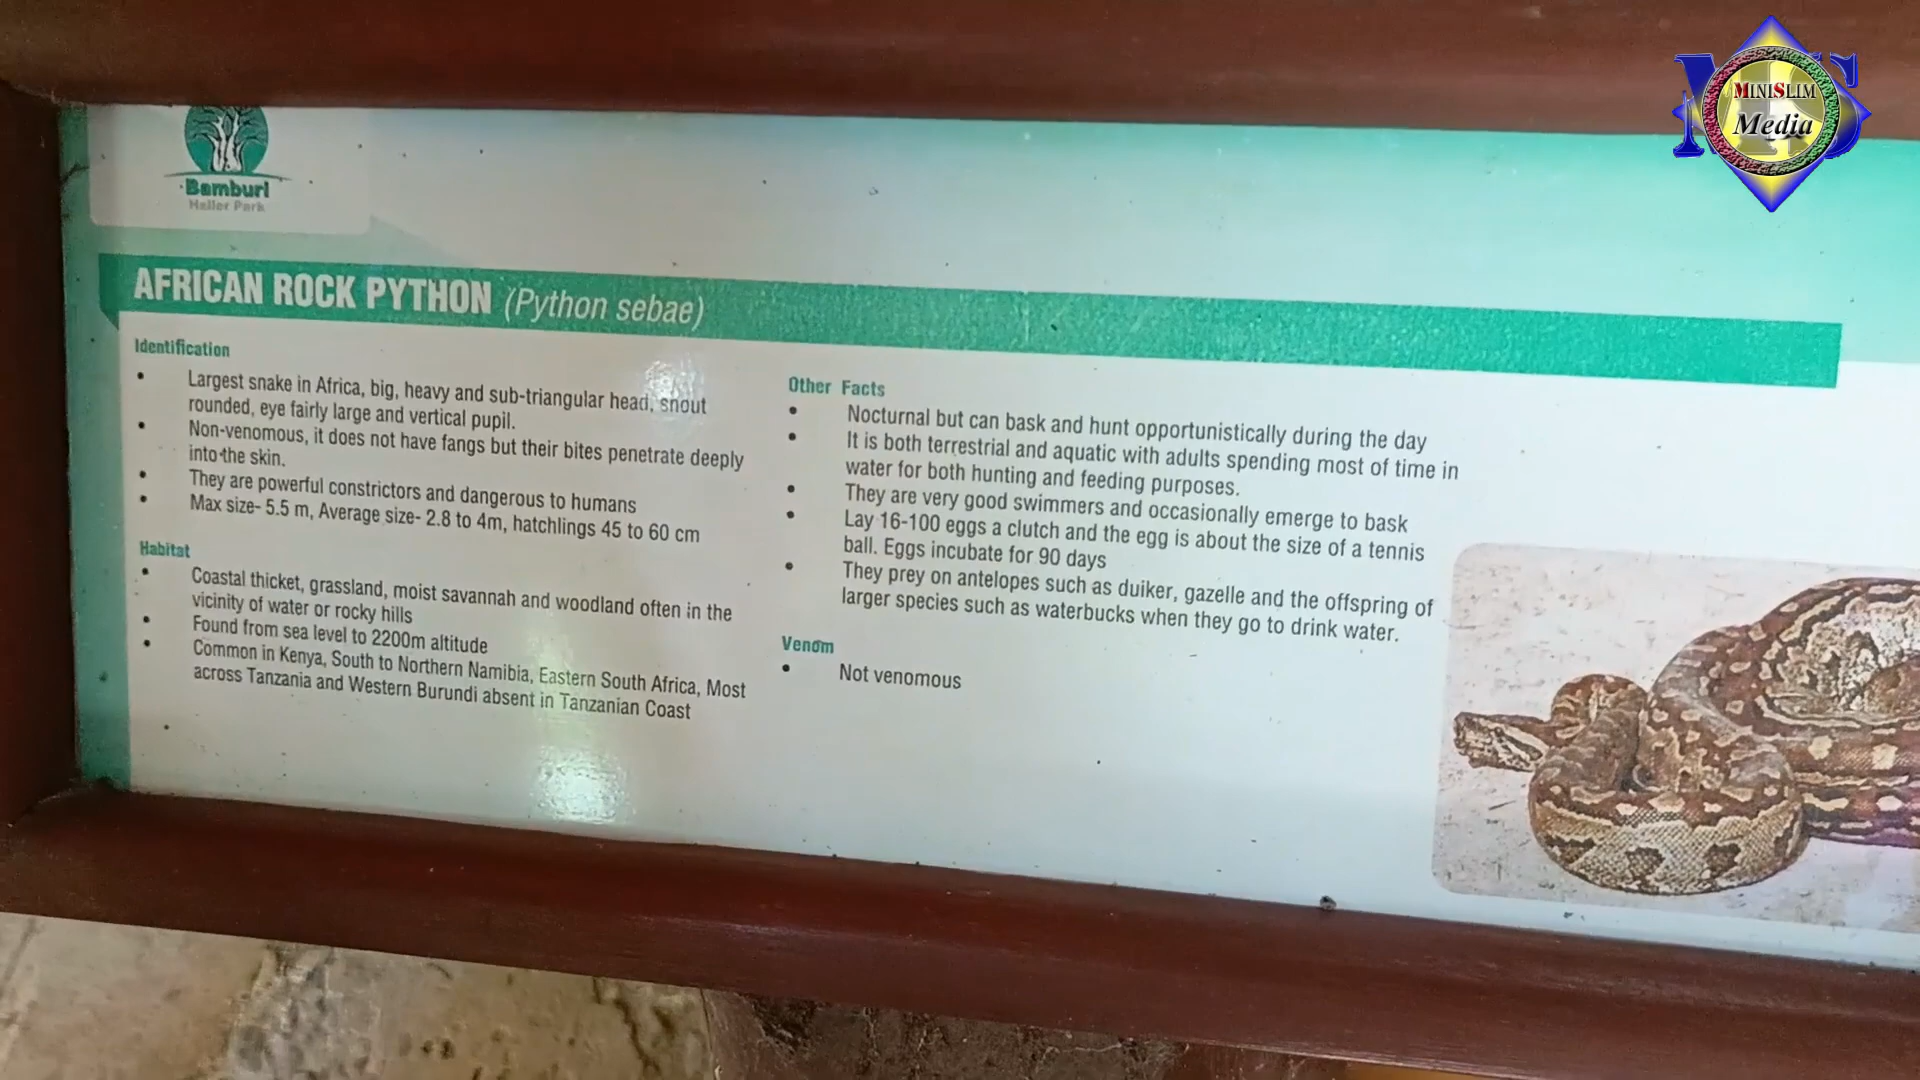 Bamburi
Haller Park
MINISLIM
Media
AFRICAN ROCK PYTHON (Python sebae)
Identification
• Largest snake in Africa, big, heavy and sub-triangular head, snout
rounded, eye fairly large and vertical pupil.
• Non-venomous, it does not have fangs but their bites penetrate deeply
into the skin.
• They are powerful constrictors and dangerous to humans
• Max size- 5.5 m, Average size- 2.8 to 4m, hatchlings 45 to 60 cm
Habitat
• Coastal thicket, grassland, moist savannah and woodland often in the
vicinity of water or rocky hills
• Found from sea level to 2200m altitude
• Common in Kenya, South to Northern Namibia, Eastern South Africa, Most
across Tanzania and Western Burundi absent in Tanzanian Coast
Other Facts
• Nocturnal but can bask and hunt opportunistically during the day
• It is both terrestrial and aquatic with adults spending most of time in
water for both hunting and feeding purposes.
• They are very good swimmers and occasionally emerge to bask
• Lay 16-100 eggs a clutch and the egg is about the size of a tennis
ball. Eggs incubate for 90 days
• They prey on antelopes such as duiker, gazelle and the offspring of
larger species such as waterbucks when they go to drink water.
Venom
• Not venomous